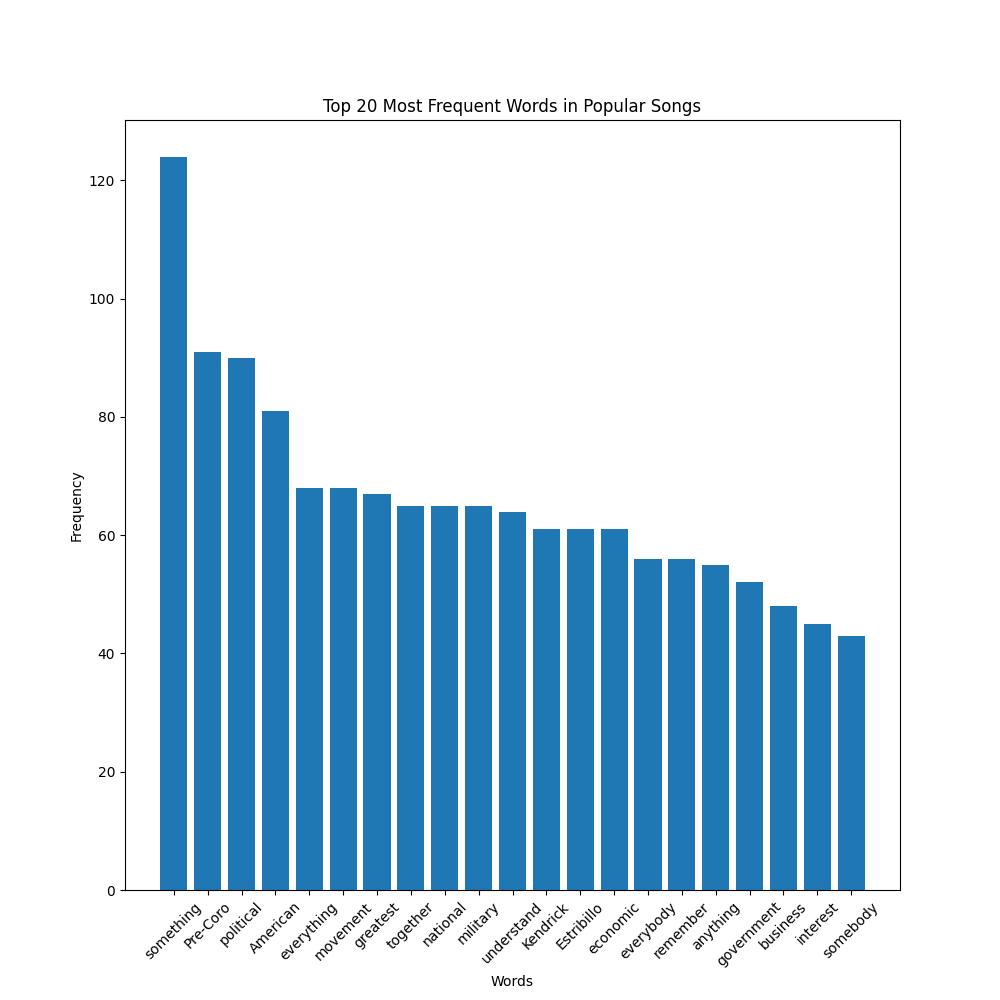 Top 20 Most Frequent Words in Popular Songs
120
100
80
60
40
20
0
Frequency
something
Pre-Coro
political
American
everything
movement
greatest
together
national
military
understand
Kendrick
Estribillo
economic
everybody
remember
anything
government
business
interest
somebody
Words